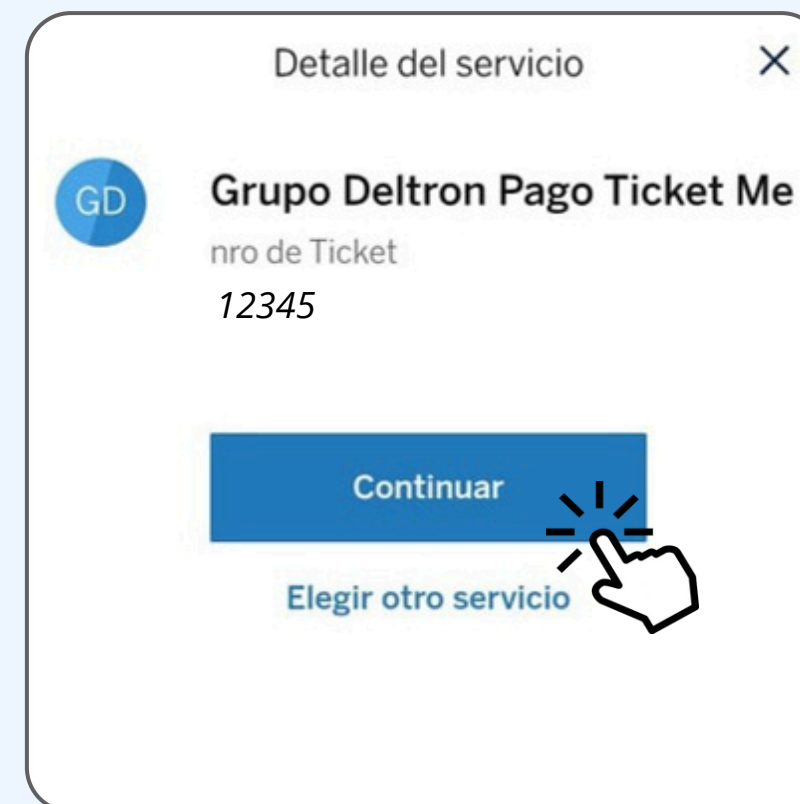 Detalle del servicio
GD
Grupo Deltron Pago Ticket Me
nro de Ticket
12345
Continuar
Elegir otro servicio